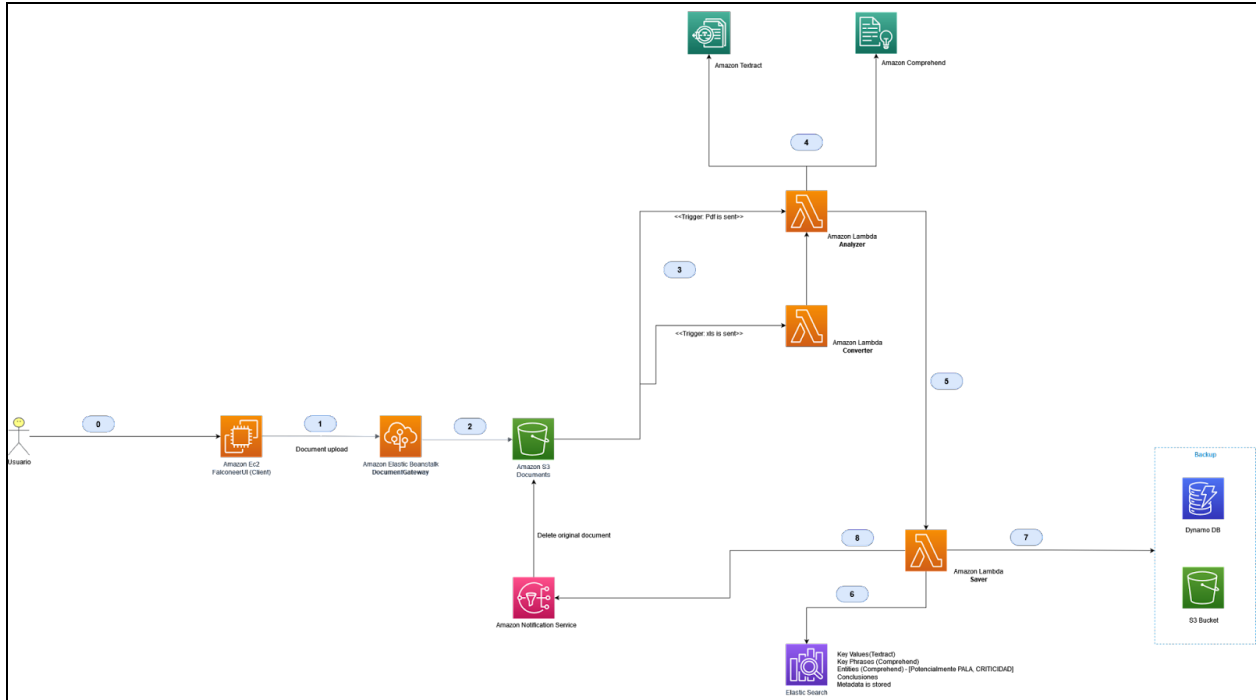 Amazon Textract
Amazon Comprehend
4
<<Trigger: Pdf is sent>>
Amazon Lambda
Analyzer
3
<<Trigger: xls is sent>>
Amazon Lambda
Converter
5
0
1
2
Document upload
Usuario
Amazon Ec2
FalconeerUI (Client)
Amazon Elastic Beanstalk
DocumentGateway
Amazon S3
Documents
Backup
Dynamo DB
Delete original document
8
7
Amazon Lambda
Saver
6
S3 Bucket
Amazon Notification Service
Key Values(Textract)
Key Phrases (Comprehend)
Entities (Comprehend) - [Potencialmente PALA, CRITICIDAD]
Conclusiones
Metadata is stored
Elastic Search